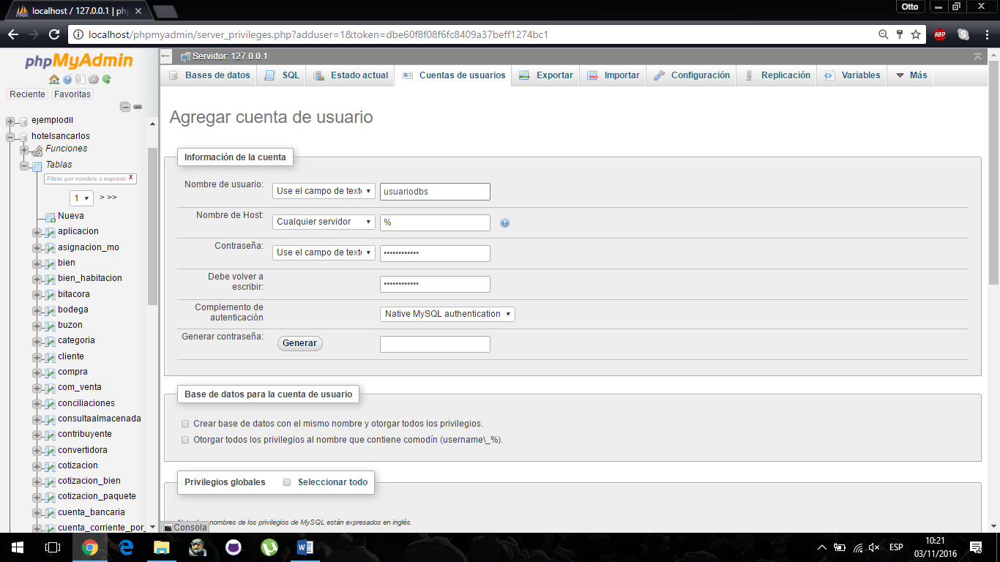 localhost / 127.0.0.1 | ph
Otto
localhost/phpmyadmin/server_privileges.php?adduser=1&token=dbe60f8f08f6fc8409a37beff1274bc1
ABP
phpMyAdmin
Reciente
Favoritas
ejemplodll
hotelsancarlos
Funciones
Tablas
Filtrar por nombre o expresió
X
1
> >>
Nueva
aplicacion
asignacion_mo
bien
bien_habitacion
bitacora
bodega
buzon
categoria
cliente
compra
com_venta
conciliaciones
consultaalmacenada
contribuyente
convertidora
cotizacion
cotizacion_bien
cotizacion_paquete
cuenta_bancaria
cuenta_corriente_por_
Servidor: 127.0.0.1
Bases de datos
SQL
Estado actual
Cuentas de usuarios
Exportar
Importar
Configuración
Replicación
Variables
Más
Agregar cuenta de usuario
Información de la cuenta
Nombre de usuario:
Use el campo de texto
usuariodbs
Nombre de Host:
Cualquier servidor
%
Contraseña:
Use el campo de texto
••••••••••••
Debe volver a
escribir:
••••••••••••
Complemento de
autenticación
Native MySQL authentication
Generar contraseña:
Generar
Base de datos para la cuenta de usuario
Crear base de datos con el mismo nombre y otorgar todos los privilegios.
Otorgar todos los privilegios al nombre que contiene comodín (username\_%).
Privilegios globales
Seleccionar todo
nombres de los privilegios de MySQL están expresados en inglés.
Consola
ESP
10:21
03/11/2016